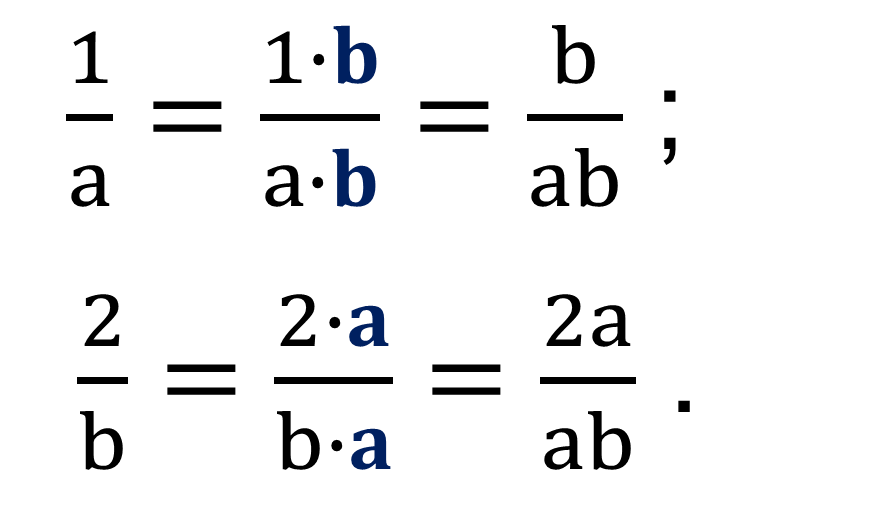 1/a = 1·b/a·b = b/ab ;
2/b = 2·a/b·a = 2a/ab .